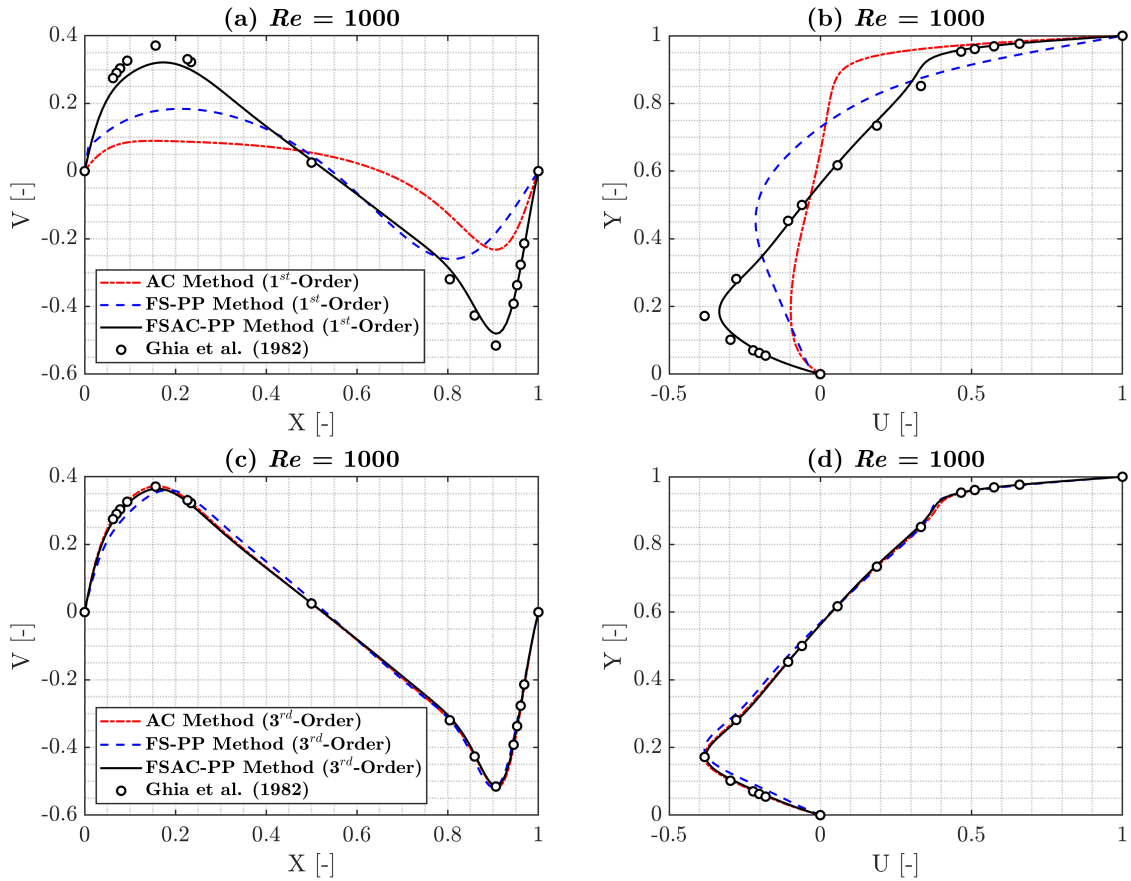 (a) Re = 1000
0.4
0.2
0
-0.2
-0.4
-0.6
V [-]
AC Method (1st-Order)
FS-PP Method (1st-Order)
FSAC-PP Method (1st-Order)
Ghia et al. (1982)
0 0.2 0.4 0.6 0.8 1
X [-]
(b) Re = 1000
1
0.8
0.6
0.4
0.2
0
Y [-]
-0.5 0 0.5 1
U [-]
(c) Re = 1000
0.4
0.2
0
-0.2
-0.4
-0.6
V [-]
AC Method (3rd-Order)
FS-PP Method (3rd-Order)
FSAC-PP Method (3rd-Order)
Ghia et al. (1982)
0 0.2 0.4 0.6 0.8 1
X [-]
(d) Re = 1000
1
0.8
0.6
0.4
0.2
0
Y [-]
-0.5 0 0.5 1
U [-]